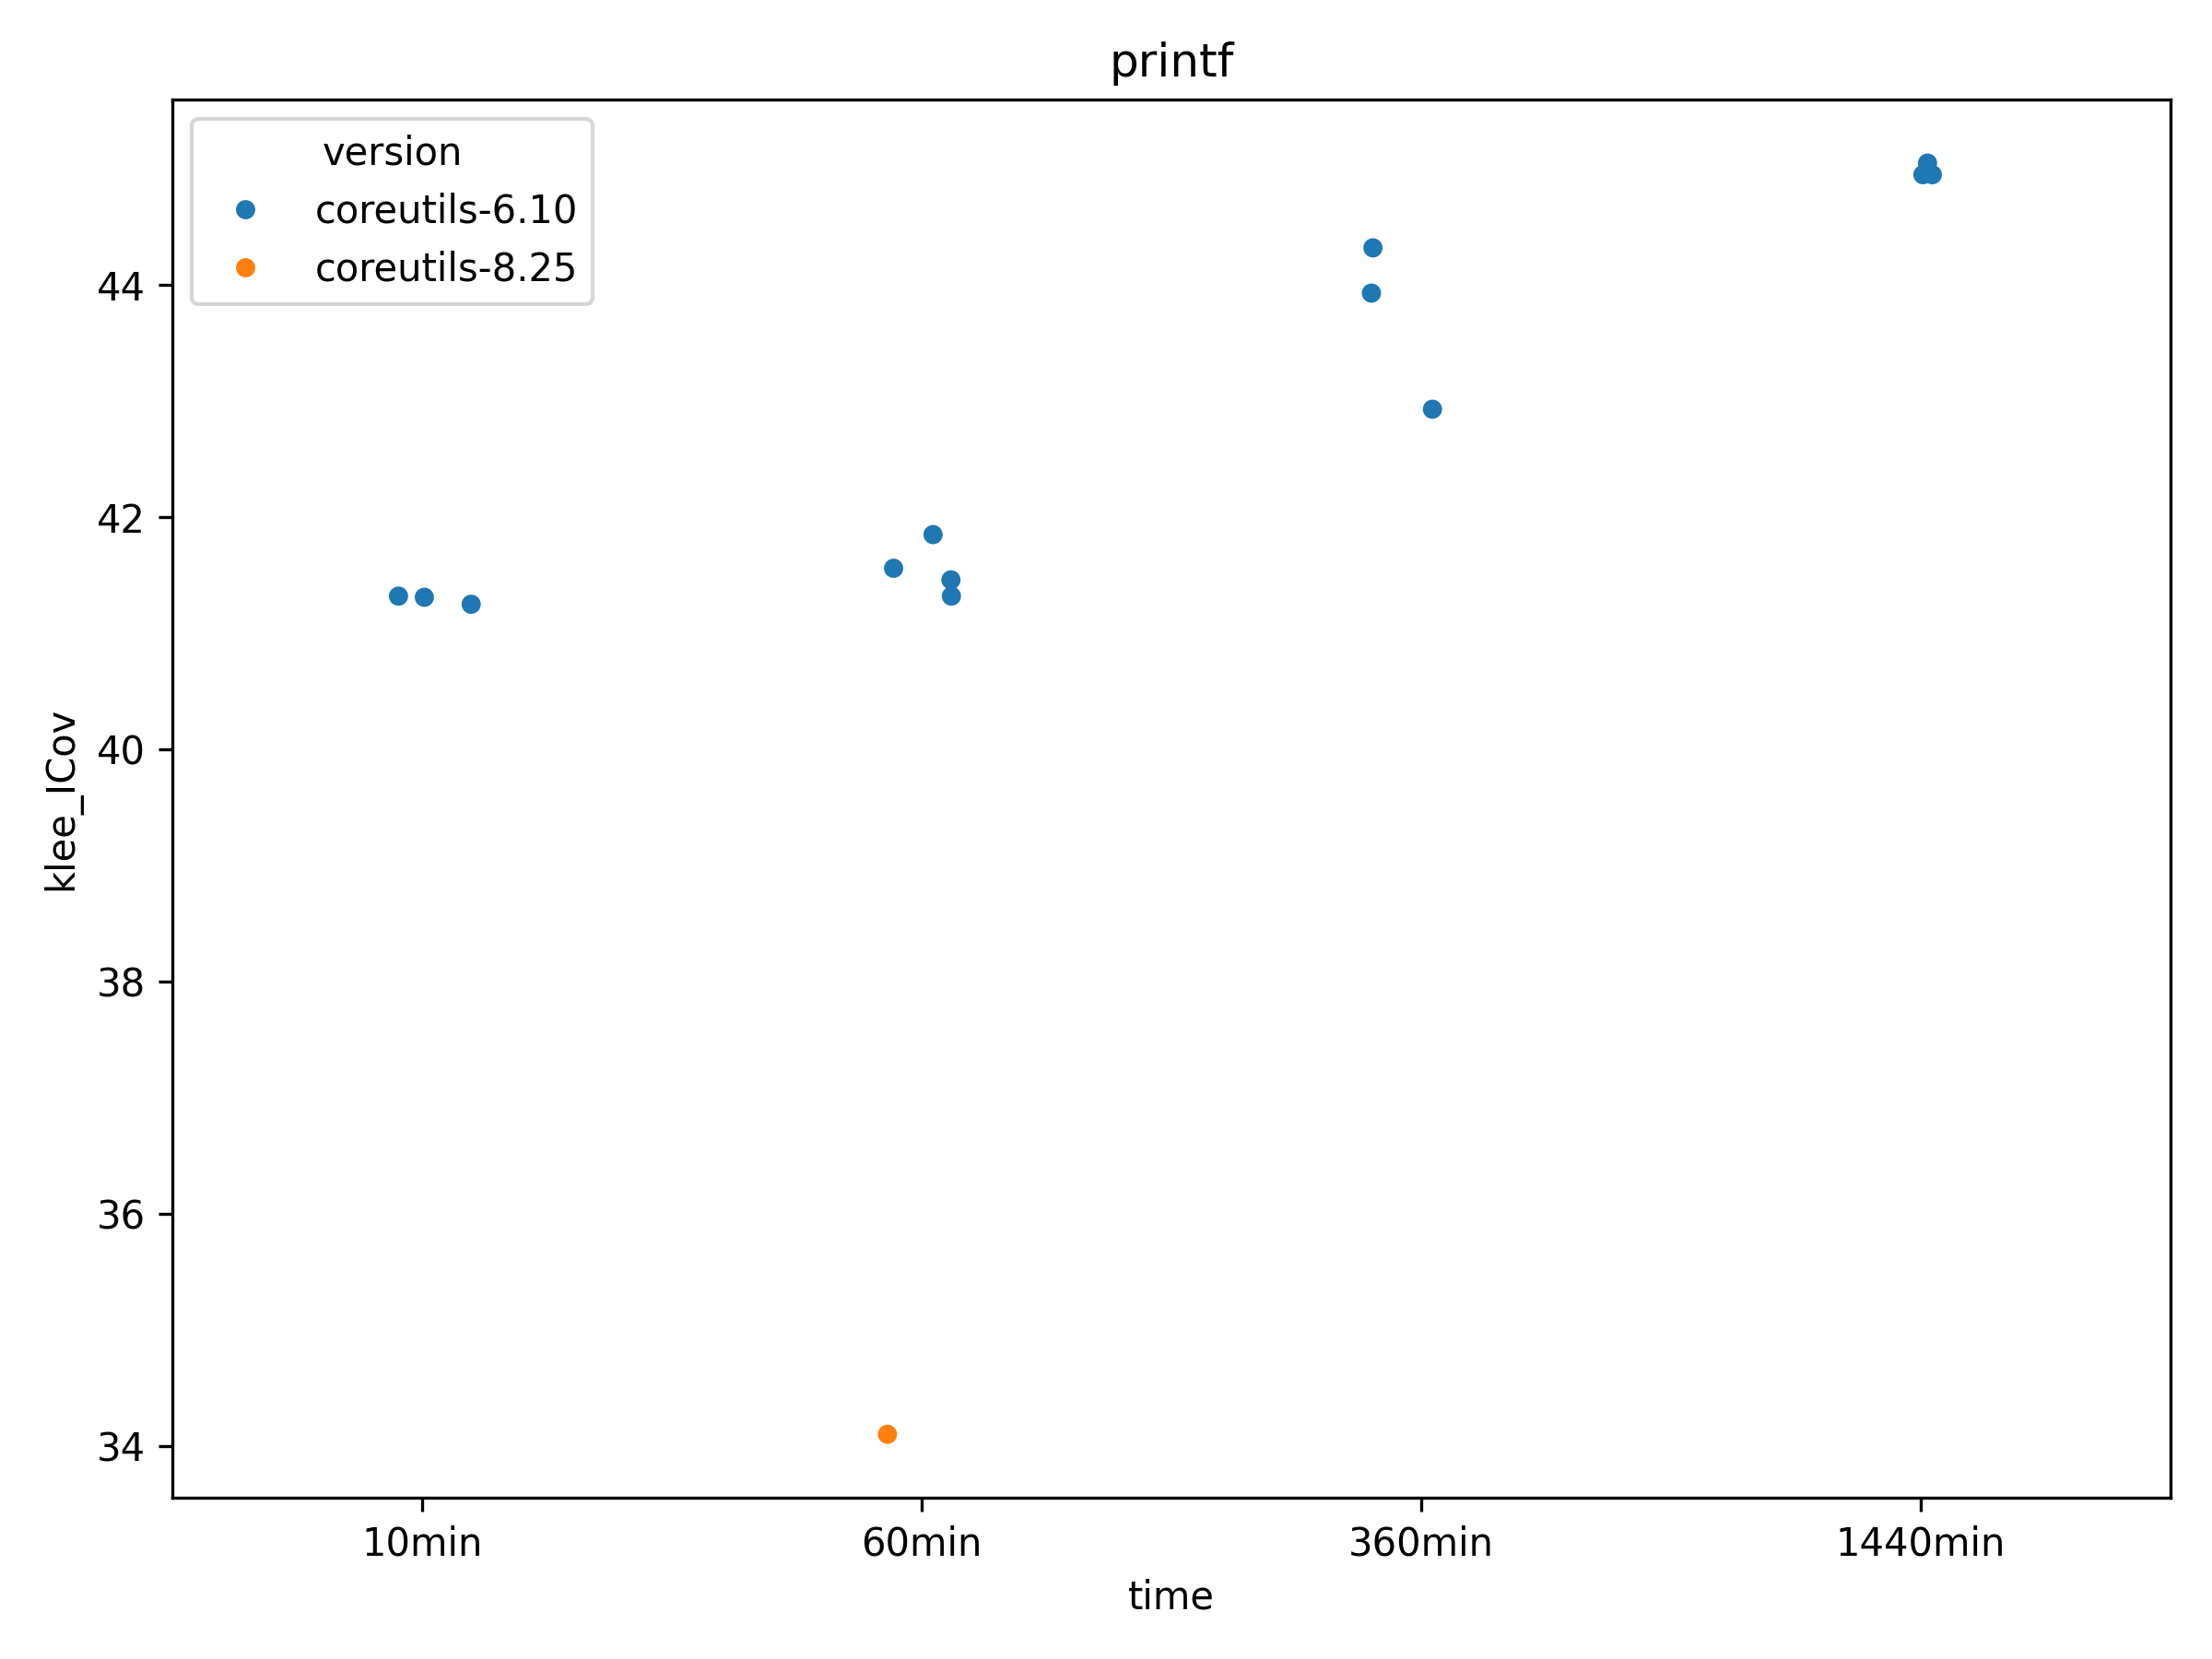 printf
version
coreutils-6.10
coreutils-8.25
klee_ICov
44
42
40
38
36
34
10min 60min 360min 1440min
time